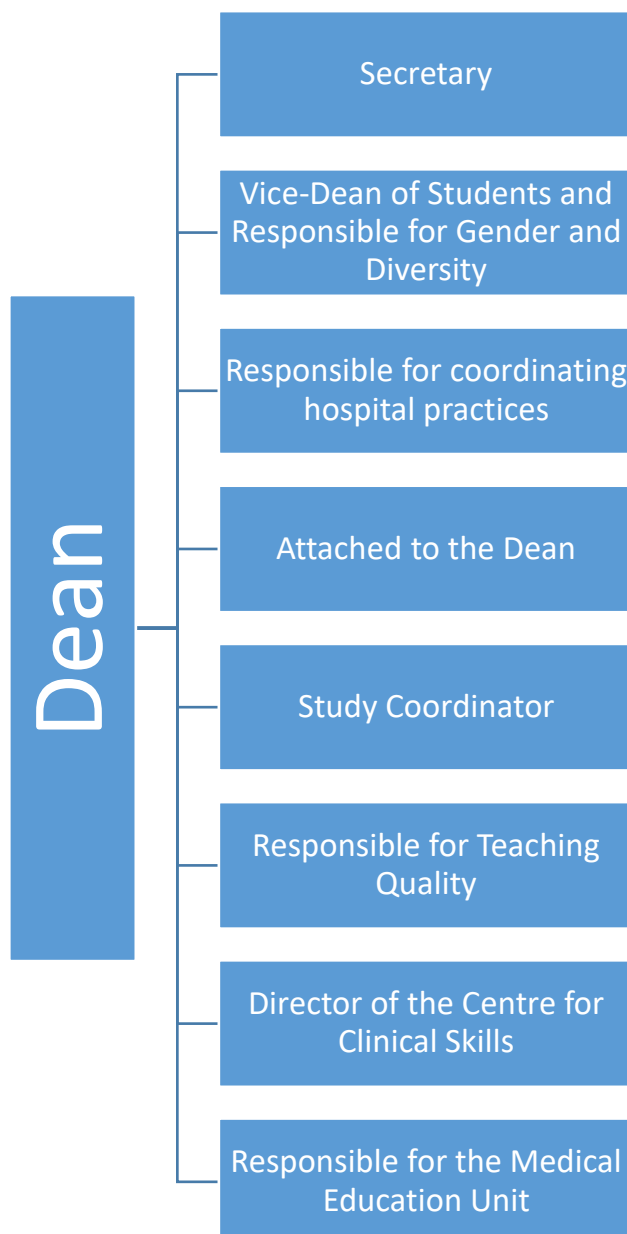 Dean
Secretary
Vice-Dean of Students and
Responsible for Gender and
Diversity
Responsible for coordinating
hospital practices
Attached to the Dean
Study Coordinator
Responsible for Teaching
Quality
Director of the Centre for
Clinical Skills
Responsible for the Medical
Education Unit